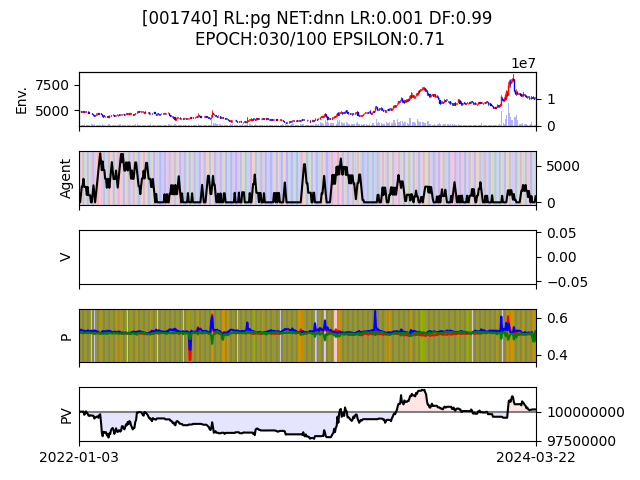 [001740] RL:pg NET:dnn LR:0.001 DF:0.99
EPOCH:030/100 EPSILON:0.71
1e7
Env.
7500
5000
1
0
Agent
5000
0
V
0.05
0.00
−0.05
P
0.6
0.4
PV
100000000
97500000
2022-01-03
2024-03-22